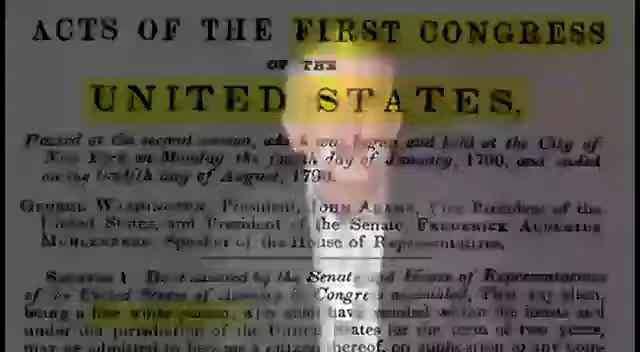 ACTS OF THE FIRST CONGRESS
OF THE
UNITED STATES,
Passed at the second session, which was begun and held at the City of
New York on Monday the fourth day of January, 1790, and ended
on the twelfth day of August, 1790.
GEORGE WASHINGTON, President, JOHN ADAMS, Vice President of the
United States, and President of the Senate, FREDERICK AUGUSTUS
MUHLENBERG, Speaker of the House of Representatives.
SECTION 1. Be it enacted by the Senate and House of Representatives
of the United States of America in Congress assembled, That any alien,
being a free white person, who shall have resided within the limits and
under the jurisdiction of the United States for the term of two years,
may be admitted to become a citizen thereof, on application to any com-